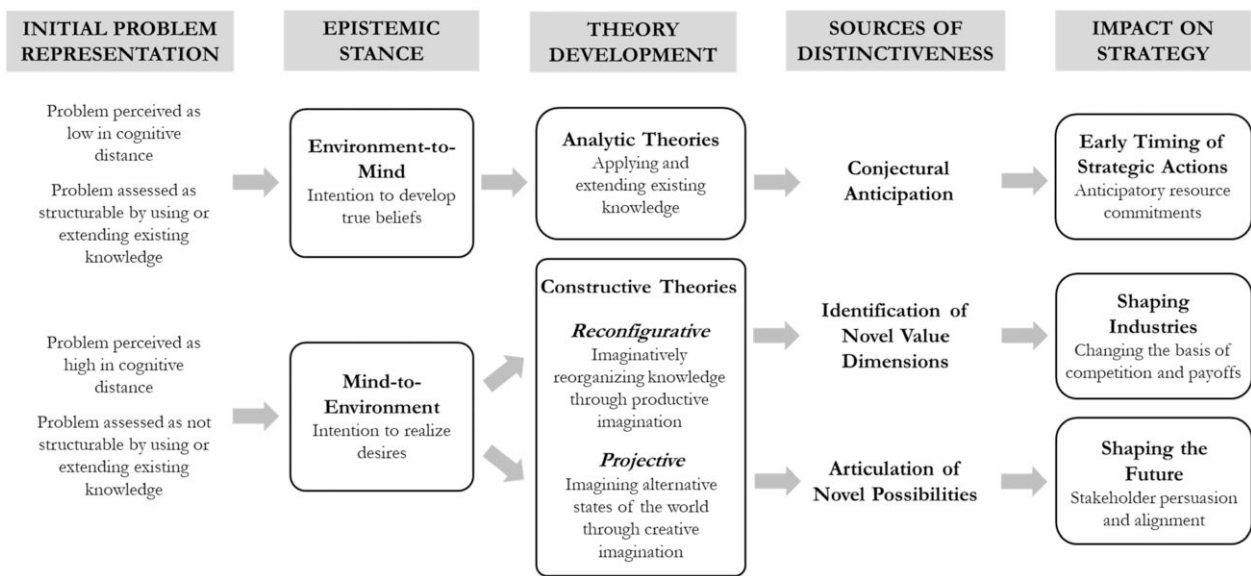 INITIAL PROBLEM
REPRESENTATION
EPISTEMIC
STANCE
THEORY
DEVELOPMENT
SOURCES OF
DISTINCTIVENESS
IMPACT ON
STRATEGY
Problem perceived as
low in cognitive
distance
Problem assessed as
structurable by using or
extending existing
knowledge
Environment-to-
Mind
Intention to develop
true beliefs
Analytic Theories
Applying and
extending existing
knowledge
Conjectural
Anticipation
Early Timing of
Strategic Actions
Anticipatory resource
commitments
Problem perceived as
high in cognitive
distance
Problem assessed as not
structurable by using or
extending existing
knowledge
Mind-to-
Environment
Intention to realize
desires
Constructive Theories
Reconfigurative
Imaginatively
reorganizing knowledge
through productive
imagination
Projective
Imagining alternative
states of the world
through creative
imagination
Identification of
Novel Value
Dimensions
Articulation of
Novel Possibilities
Shaping
Industries
Changing the basis of
competition and payoffs
Shaping the
Future
Stakeholder persuasion
and alignment